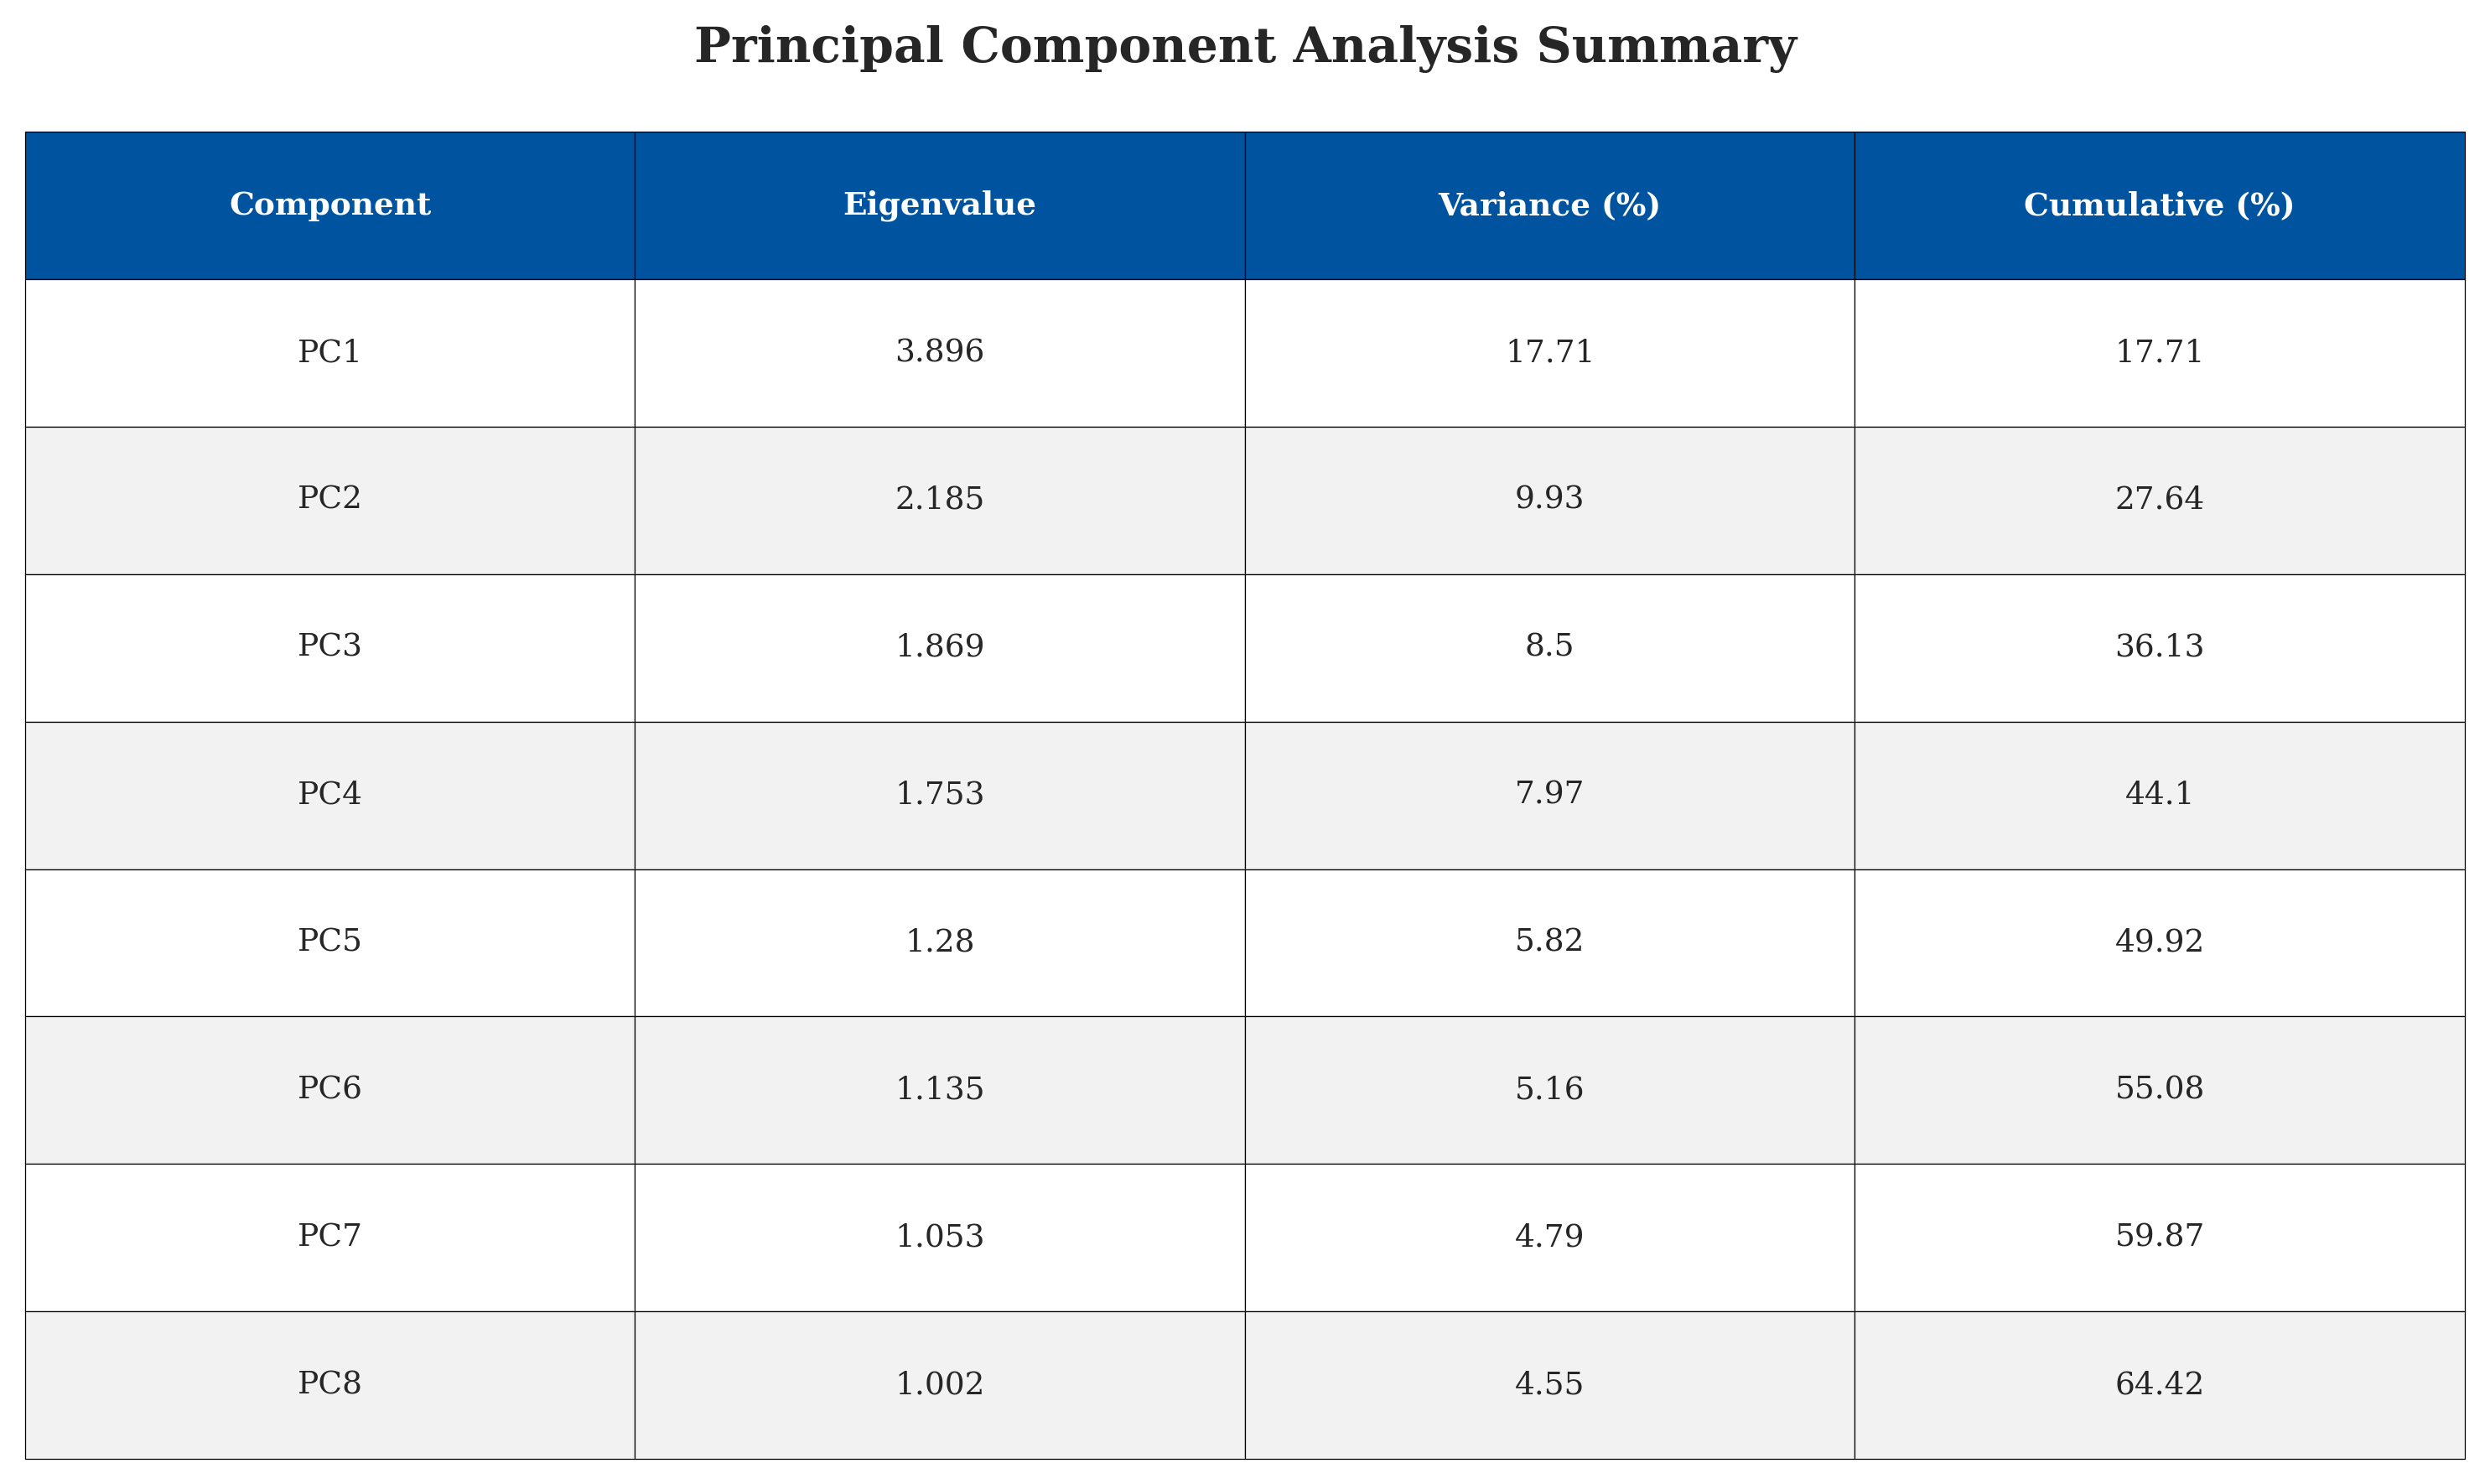 Principal Component Analysis Summary
Component Eigenvalue Variance (%) Cumulative (%)
PC1 3.896 17.71 17.71
PC2 2.185 9.93 27.64
PC3 1.869 8.5 36.13
PC4 1.753 7.97 44.1
PC5 1.28 5.82 49.92
PC6 1.135 5.16 55.08
PC7 1.053 4.79 59.87
PC8 1.002 4.55 64.42